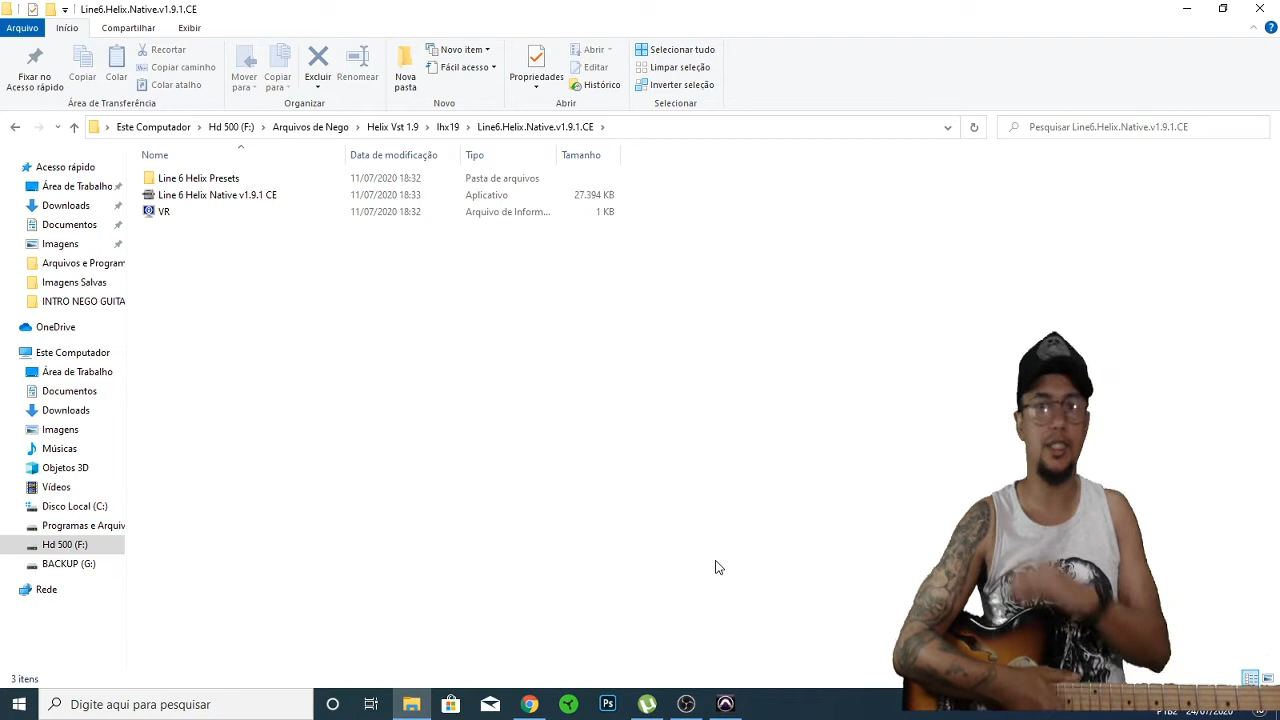 Line6.Helix.Native.v1.9.1.CE
Arquivo
Início
Compartilhar
Exibir
Fixar no
Acesso rápido
Copiar
Colar
Recortar
Copiar caminho
Colar atalho
Área de Transferência
Mover
para
Copiar
para
Excluir
Renomear
Organizar
Nova
pasta
Novo item
Fácil acesso
Novo
Propriedades
Abrir
Editar
Histórico
Abrir
Selecionar tudo
Limpar seleção
Inverter seleção
Selecionar
Este Computador > Hd 500 (F:) > Arquivos de Nego > Helix Vst 1.9 > lhx19 > Line6.Helix.Native.v1.9.1.CE >
Pesquisar Line6.Helix.Native.v1.9.1.CE
Nome Data de modificação Tipo Tamanho
Line 6 Helix Presets 11/07/2020 18:32 Pasta de arquivos
Line 6 Helix Native v1.9.1 CE 11/07/2020 18:33 Aplicativo 27.394 KB
VR 11/07/2020 18:32 Arquivo de Inform... 1 KB
Acesso rápido
Área de Trabalho
Downloads
Documentos
Imagens
Arquivos e Program
Imagens Salvas
INTRO NEGO GUITA
OneDrive
Este Computador
Área de Trabalho
Documentos
Downloads
Imagens
Músicas
Objetos 3D
Vídeos
Disco Local (C:)
Programas e Arquiv
Hd 500 (F:)
BACKUP (G:)
Rede
3 itens
Digite aqui para pesquisar
Ps
PTB2 24/07/2020